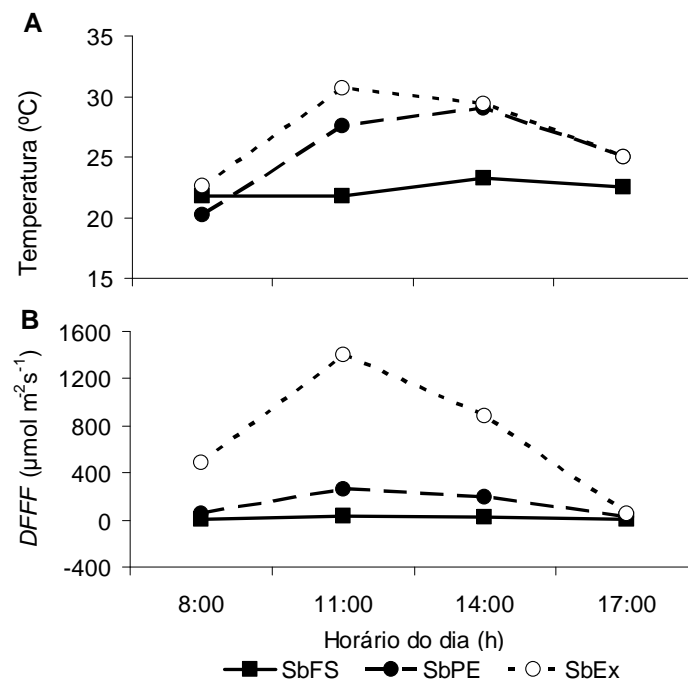 A
Temperatura (ºC)
35
30
25
20
15
B
DFFF (µmol m⁻²s⁻¹)
1600
1200
800
400
0
-400
8:00 11:00 14:00 17:00
Horário do dia (h)
SbFS SbPE SbEx